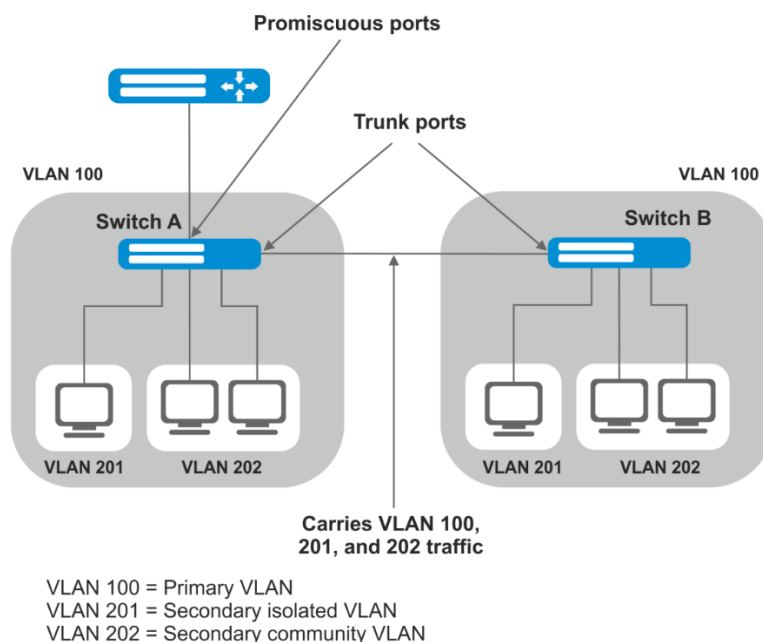 Promiscuous ports
Trunk ports
VLAN 100
VLAN 100
Switch A
Switch B
VLAN 201
VLAN 202
VLAN 201
VLAN 202
Carries VLAN 100,
201, and 202 traffic
VLAN 100 = Primary VLAN
VLAN 201 = Secondary isolated VLAN
VLAN 202 = Secondary community VLAN